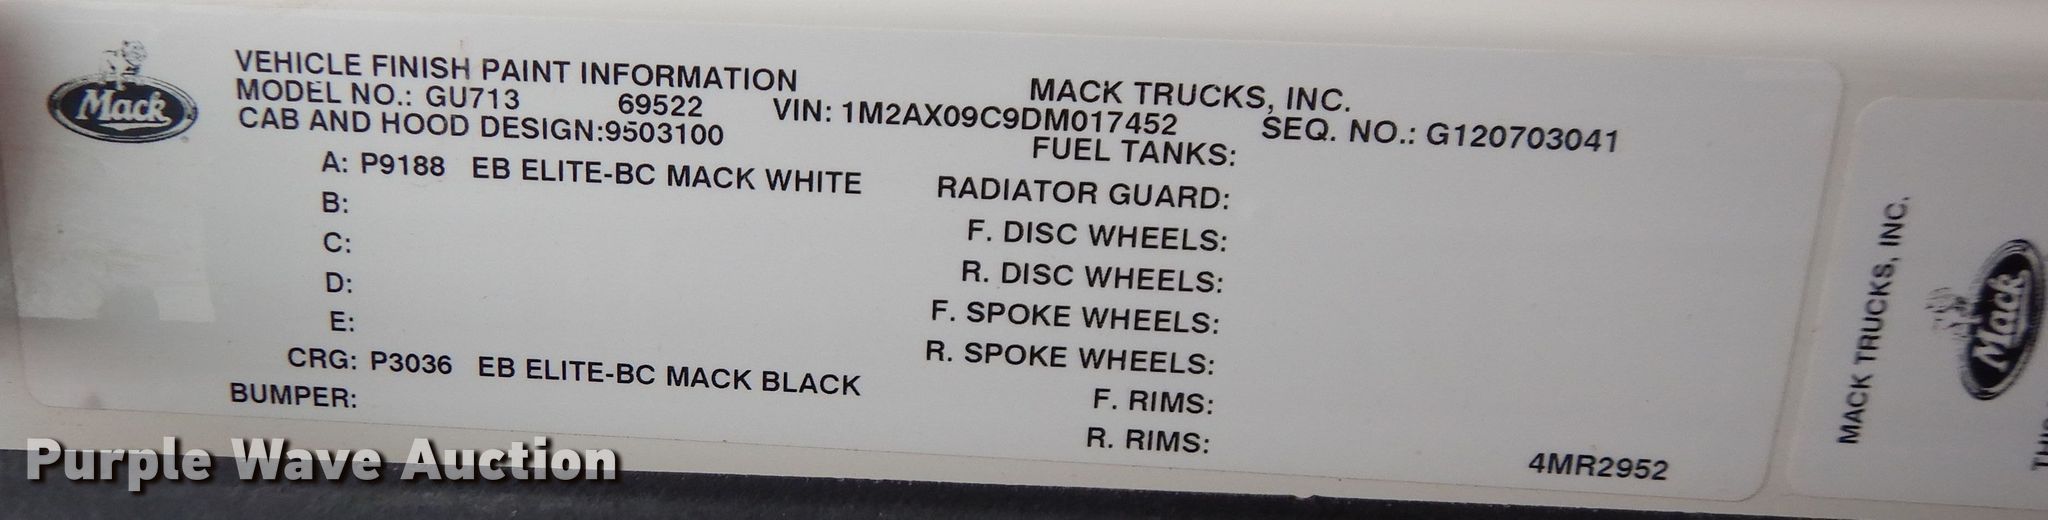 Mack
VEHICLE FINISH PAINT INFORMATION
MACK TRUCKS, INC.
MODEL NO.: GU713 69522 VIN: 1M2AX09C9DM017452 SEQ. NO.: G120703041
CAB AND HOOD DESIGN:9503100
FUEL TANKS:
A: P9188 EB ELITE-BC MACK WHITE
RADIATOR GUARD:
B:
F. DISC WHEELS:
C:
R. DISC WHEELS:
D:
F. SPOKE WHEELS:
E:
R. SPOKE WHEELS:
CRG: P3036 EB ELITE-BC MACK BLACK
F. RIMS:
BUMPER:
R. RIMS:
4MR2952
MACK TRUCKS, INC.
Mack
Purple Wave Auction